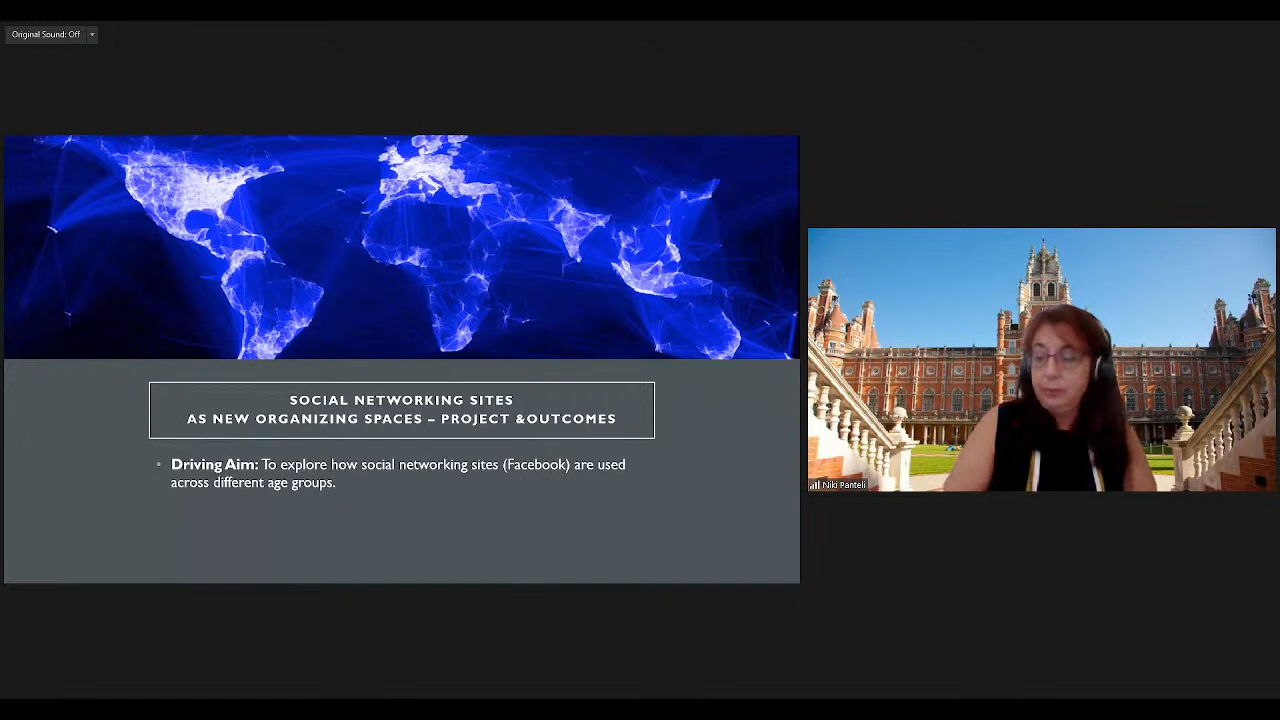 Original Sound: Off
SOCIAL NETWORKING SITES
AS NEW ORGANIZING SPACES – PROJECT &OUTCOMES
• Driving Aim: To explore how social networking sites (Facebook) are used
across different age groups.
Niki Panteli